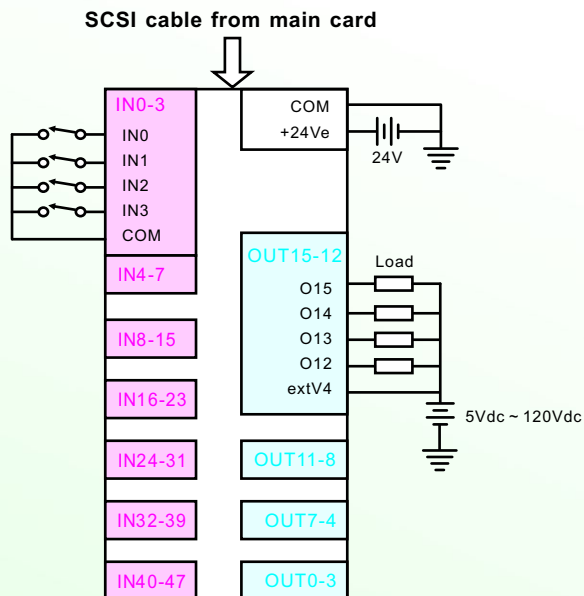 SCSI cable from main card
IN0-3
IN0
IN1
IN2
IN3
COM
IN4-7
IN8-15
IN16-23
IN24-31
IN32-39
IN40-47
COM
+24Ve
24V
OUT15-12
Load
O15
O14
O13
O12
extV4
5Vdc ~ 120Vdc
OUT11-8
OUT7-4
OUT0-3